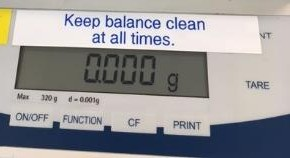 Keep balance clean
at all times.
0.000 g
Max 320 g d=0.001g
TARE
ON/OFF FUNCTION CF PRINT